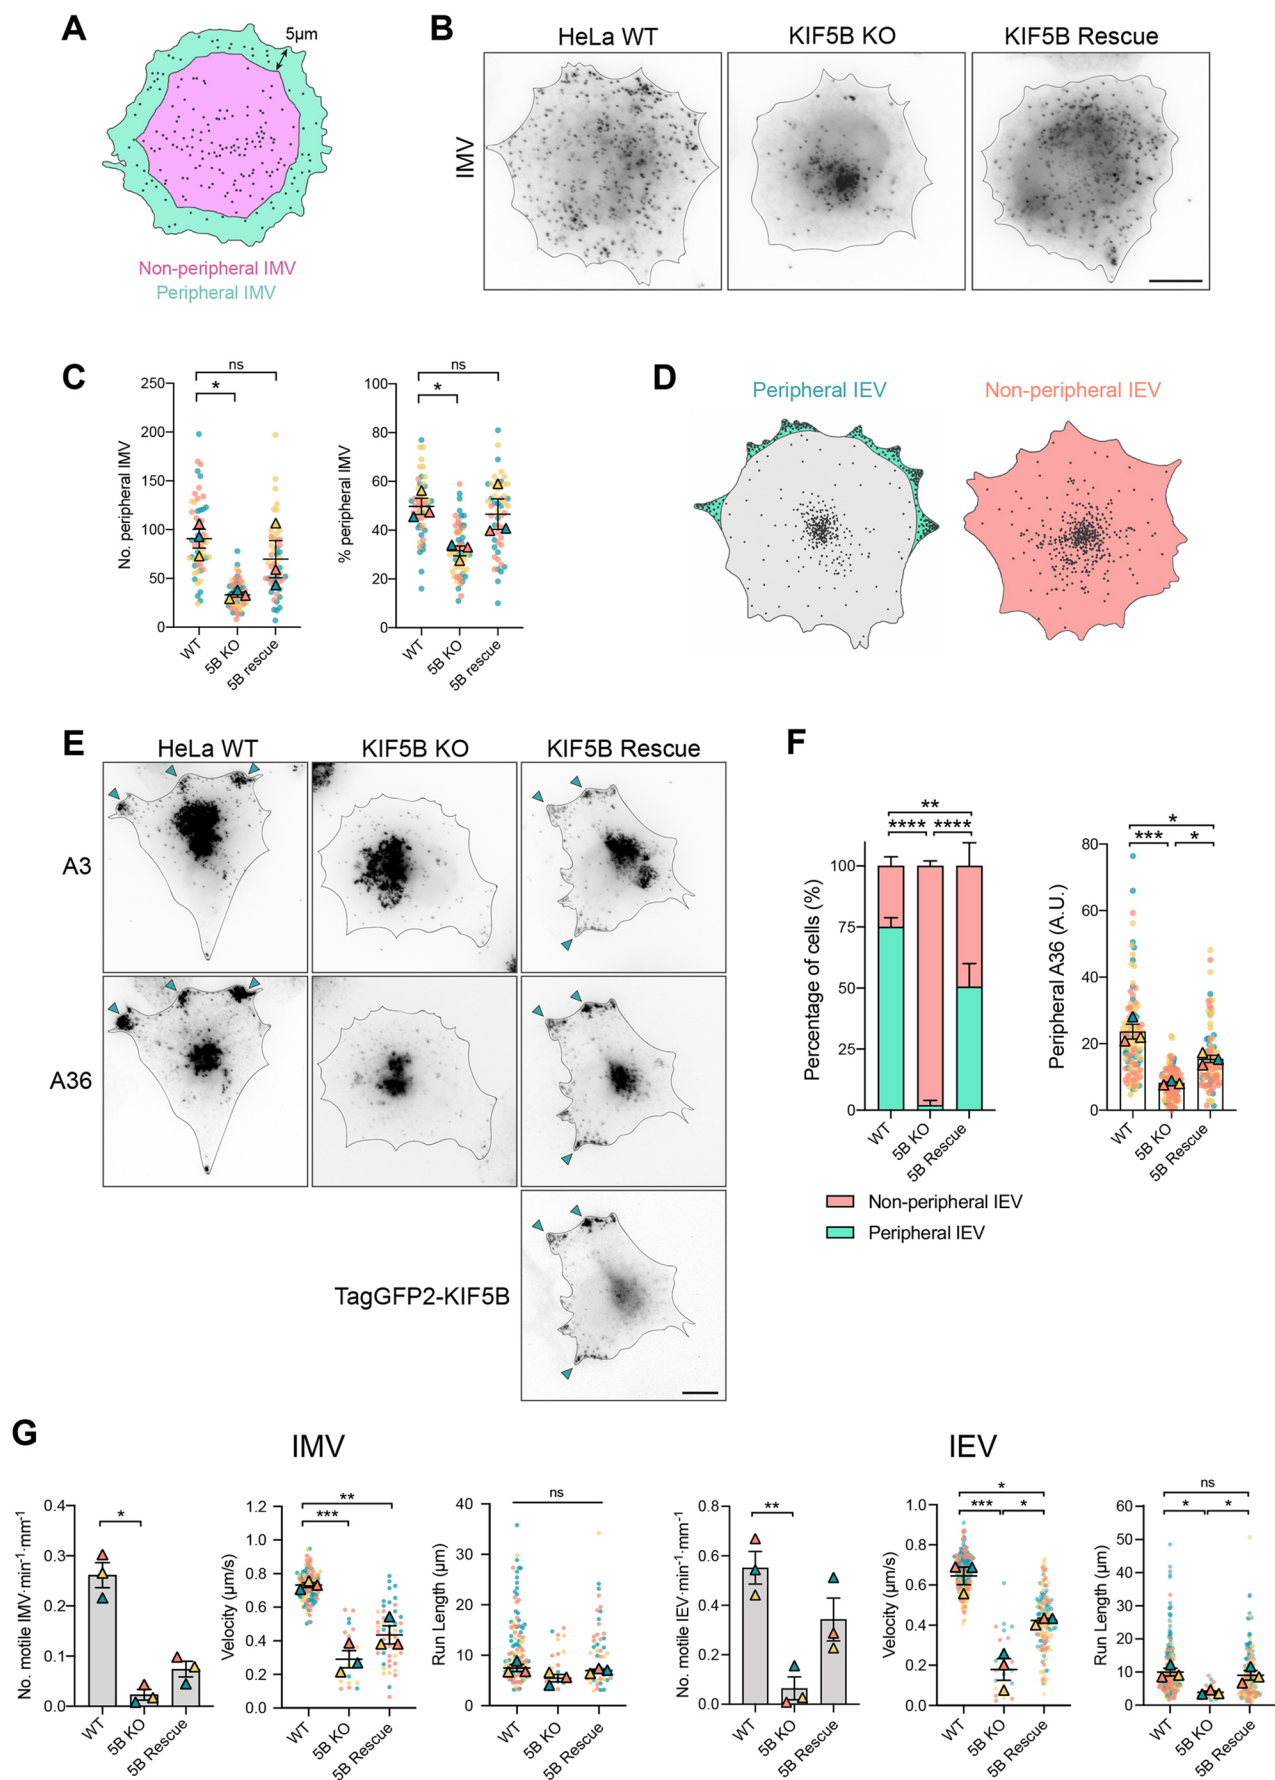 A
5µm
Non-peripheral IMV
Peripheral IMV
B
HeLa WT
KIF5B KO
KIF5B Rescue
IMV
C
No. peripheral IMV
250
200
150
100
50
0
*
ns
WT
5B KO
5B rescue
% peripheral IMV
100
80
60
40
20
0
*
ns
WT
5B KO
5B rescue
D
Peripheral IEV
Non-peripheral IEV
E
HeLa WT
KIF5B KO
KIF5B Rescue
A3
A36
TagGFP2-KIF5B
F
Percentage of cells (%)
100
75
50
25
0
**
**** ****
WT
5B KO
5B Rescue
Non-peripheral IEV
Peripheral IEV
Peripheral A36 (A.U.)
80
60
40
20
0
*
*** *
WT
5B KO
5B Rescue
G
IMV
No. motile IMV·min⁻¹·mm⁻¹
0.4
0.3
0.2
0.1
0.0
*
WT
5B KO
5B Rescue
Velocity (µm/s)
1.2
1.0
0.8
0.6
0.4
0.2
0.0
**
***
WT
5B KO
5B Rescue
Run Length (µm)
40
30
20
10
0
ns
WT
5B KO
5B Rescue
IEV
No. motile IEV·min⁻¹·mm⁻¹
0.8
0.6
0.4
0.2
0.0
**
WT
5B KO
5B Rescue
Velocity (µm/s)
1.0
0.8
0.6
0.4
0.2
0.0
*
*** *
WT
5B KO
5B Rescue
Run Length (µm)
60
50
40
30
20
10
0
ns
* *
WT
5B KO
5B Rescue